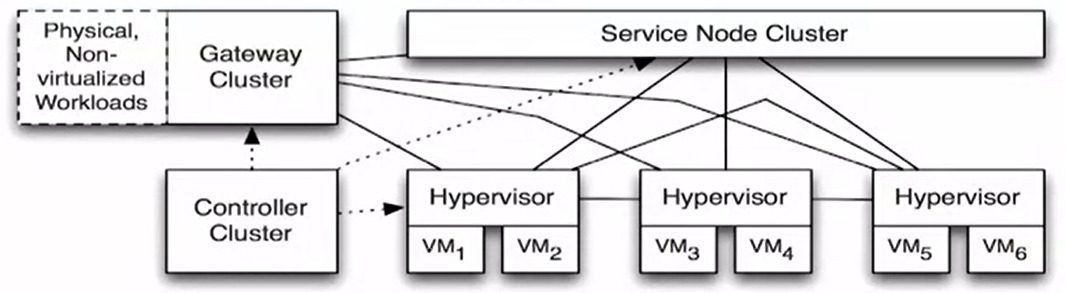 Physical,
Non-
virtualized
Workloads
Gateway
Cluster
Service Node Cluster
Controller
Cluster
Hypervisor
VM1
VM2
Hypervisor
VM3
VM4
Hypervisor
VM5
VM6